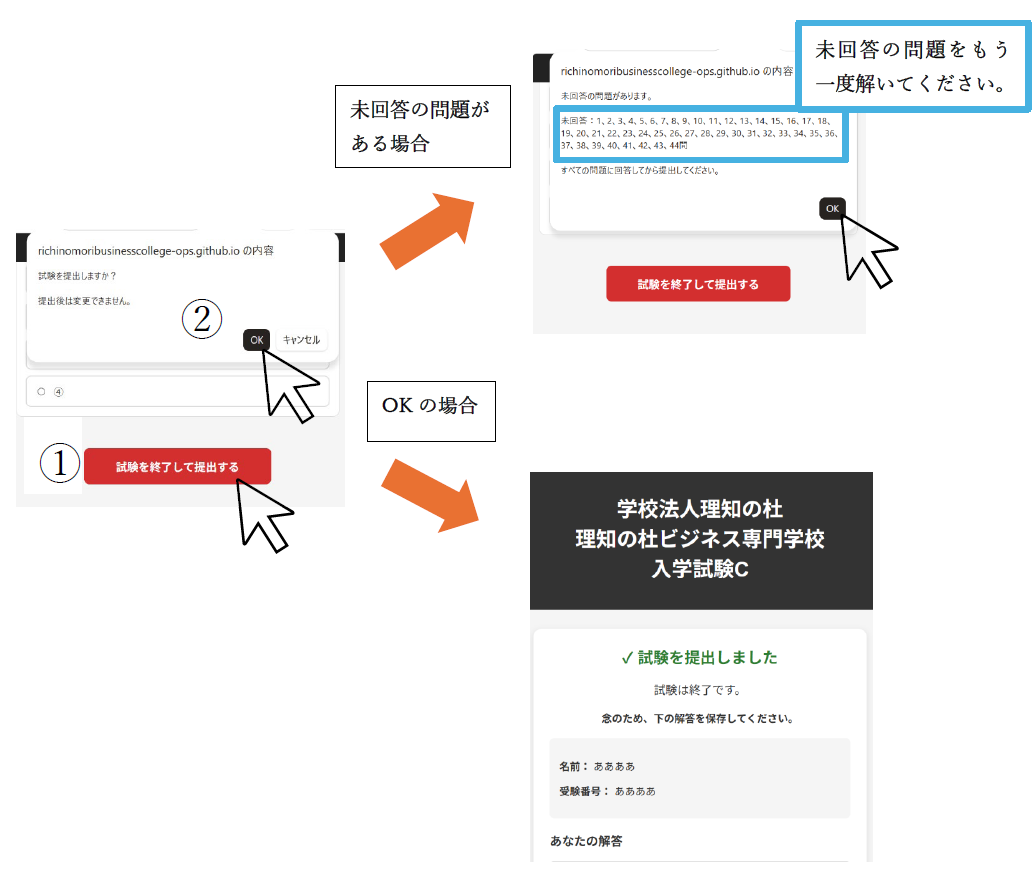 richinomoribusinesscollege-ops.github.io の内容
試験を提出しますか？
提出後は変更できません。
②
OK
キャンセル
④
①
試験を終了して提出する
未回答の問題が
ある場合
richinomoribusinesscollege-ops.github.io の内容
未回答の問題があります。
未回答：1、2、3、4、5、6、7、8、9、10、11、12、13、14、15、16、17、18、
19、20、21、22、23、24、25、26、27、28、29、30、31、32、33、34、35、36、
37、38、39、40、41、42、43、44問
すべての問題に回答してから提出してください。
OK
試験を終了して提出する
未回答の問題をもう
一度解いてください。
OK の場合
学校法人理知の杜
理知の杜ビジネス専門学校
入学試験C
✓ 試験を提出しました
試験は終了です。
念のため、下の解答を保存してください。
名前： ああああ
受験番号： ああああ
あなたの解答